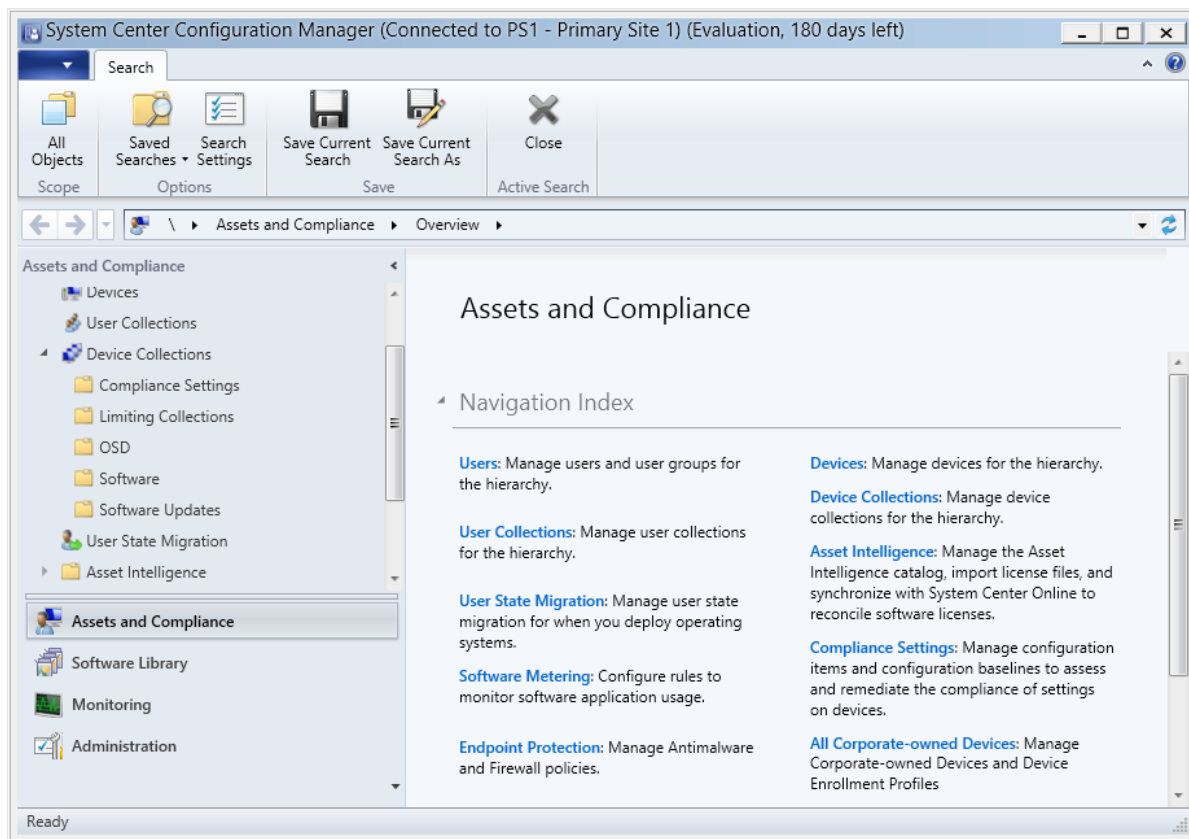 System Center Configuration Manager (Connected to PS1 - Primary Site 1) (Evaluation, 180 days left)
Search
All Objects
Saved Searches
Search Settings
Save Current Search
Save Current Search As
Close
Scope
Options
Save
Active Search
\ Assets and Compliance Overview
Assets and Compliance
Devices
User Collections
Device Collections
Compliance Settings
Limiting Collections
OSD
Software
Software Updates
User State Migration
Asset Intelligence
Assets and Compliance
Software Library
Monitoring
Administration
Assets and Compliance
Navigation Index
Users: Manage users and user groups for
the hierarchy.
User Collections: Manage user collections
for the hierarchy.
User State Migration: Manage user state
migration for when you deploy operating
systems.
Software Metering: Configure rules to
monitor software application usage.
Endpoint Protection: Manage Antimalware
and Firewall policies.
Devices: Manage devices for the hierarchy.
Device Collections: Manage device
collections for the hierarchy.
Asset Intelligence: Manage the Asset
Intelligence catalog, import license files, and
synchronize with System Center Online to
reconcile software licenses.
Compliance Settings: Manage configuration
items and configuration baselines to assess
and remediate the compliance of settings
on devices.
All Corporate-owned Devices: Manage
Corporate-owned Devices and Device
Enrollment Profiles
Ready